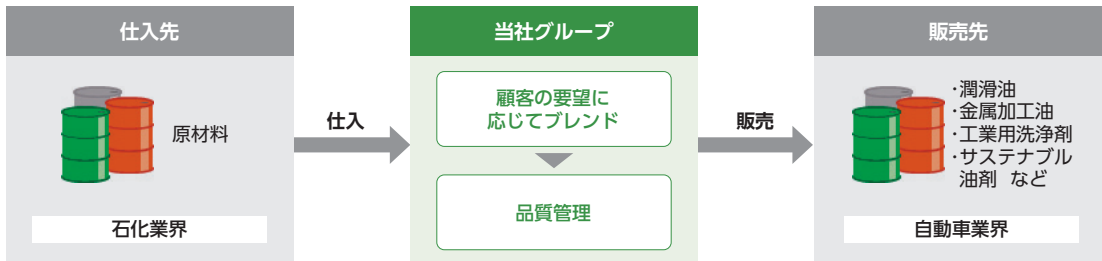 仕入先
原材料
石化業界
仕入
当社グループ
顧客の要望に
応じてブレンド
品質管理
販売
販売先
・潤滑油
・金属加工油
・工業用洗浄剤
・サステナブル
油剤 など
自動車業界